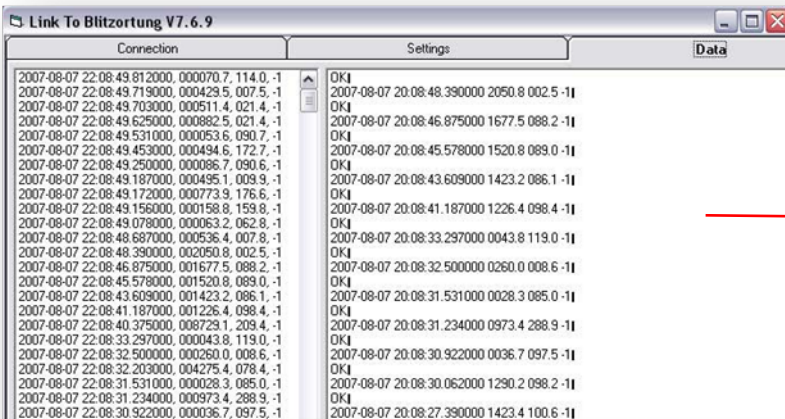 Link To Blitzortung V7.6.9
Connection
Settings
Data
2007-08-07 22:08:49.812000, 000070.7, 114.0, -1
2007-08-07 22:08:49.719000, 000429.5, 007.5, -1
2007-08-07 22:08:49.703000, 000511.4, 021.4, -1
2007-08-07 22:08:49.625000, 000882.5, 021.4, -1
2007-08-07 22:08:49.531000, 000053.6, 090.7, -1
2007-08-07 22:08:49.453000, 000494.6, 172.7, -1
2007-08-07 22:08:49.250000, 000086.7, 090.6, -1
2007-08-07 22:08:49.187000, 000495.1, 009.9, -1
2007-08-07 22:08:49.172000, 000773.9, 176.6, -1
2007-08-07 22:08:49.156000, 000158.8, 159.8, -1
2007-08-07 22:08:49.078000, 000063.2, 062.8, -1
2007-08-07 22:08:48.687000, 000536.4, 007.8, -1
2007-08-07 22:08:48.390000, 002050.8, 002.5, -1
2007-08-07 22:08:46.875000, 001677.5, 088.2, -1
2007-08-07 22:08:45.578000, 001520.8, 089.0, -1
2007-08-07 22:08:43.609000, 001423.2, 086.1, -1
2007-08-07 22:08:41.187000, 001226.4, 098.4, -1
2007-08-07 22:08:40.375000, 008729.1, 209.4, -1
2007-08-07 22:08:33.297000, 000043.8, 119.0, -1
2007-08-07 22:08:32.500000, 000260.0, 008.6, -1
2007-08-07 22:08:32.203000, 004275.4, 078.4, -1
2007-08-07 22:08:31.531000, 000028.3, 085.0, -1
2007-08-07 22:08:31.234000, 000973.4, 288.9, -1
2007-08-07 22:08:30.922000, 000036.7, 097.5, -1
OK
2007-08-07 20:08:48.390000 2050.8 002.5 -1
OK
2007-08-07 20:08:46.875000 1677.5 088.2 -1
OK
2007-08-07 20:08:45.578000 1520.8 089.0 -1
OK
2007-08-07 20:08:43.609000 1423.2 086.1 -1
OK
2007-08-07 20:08:41.187000 1226.4 098.4 -1
OK
2007-08-07 20:08:33.297000 0043.8 119.0 -1
OK
2007-08-07 20:08:32.500000 0260.0 008.6 -1
OK
2007-08-07 20:08:31.531000 0028.3 085.0 -1
OK
2007-08-07 20:08:31.234000 0973.4 288.9 -1
OK
2007-08-07 20:08:30.922000 0036.7 097.5 -1
OK
2007-08-07 20:08:30.062000 1290.2 098.2 -1
OK
2007-08-07 20:08:27.390000 1423.4 100.6 -1